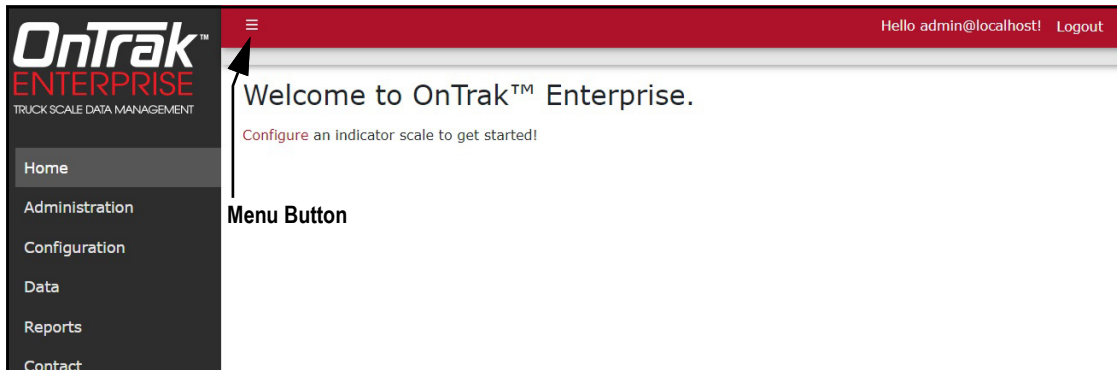 OnTrak™
ENTERPRISE
TRUCK SCALE DATA MANAGEMENT
☰
Hello admin@localhost! Logout
Welcome to OnTrak™ Enterprise.
Configure an indicator scale to get started!
Menu Button
Home
Administration
Configuration
Data
Reports
Contact